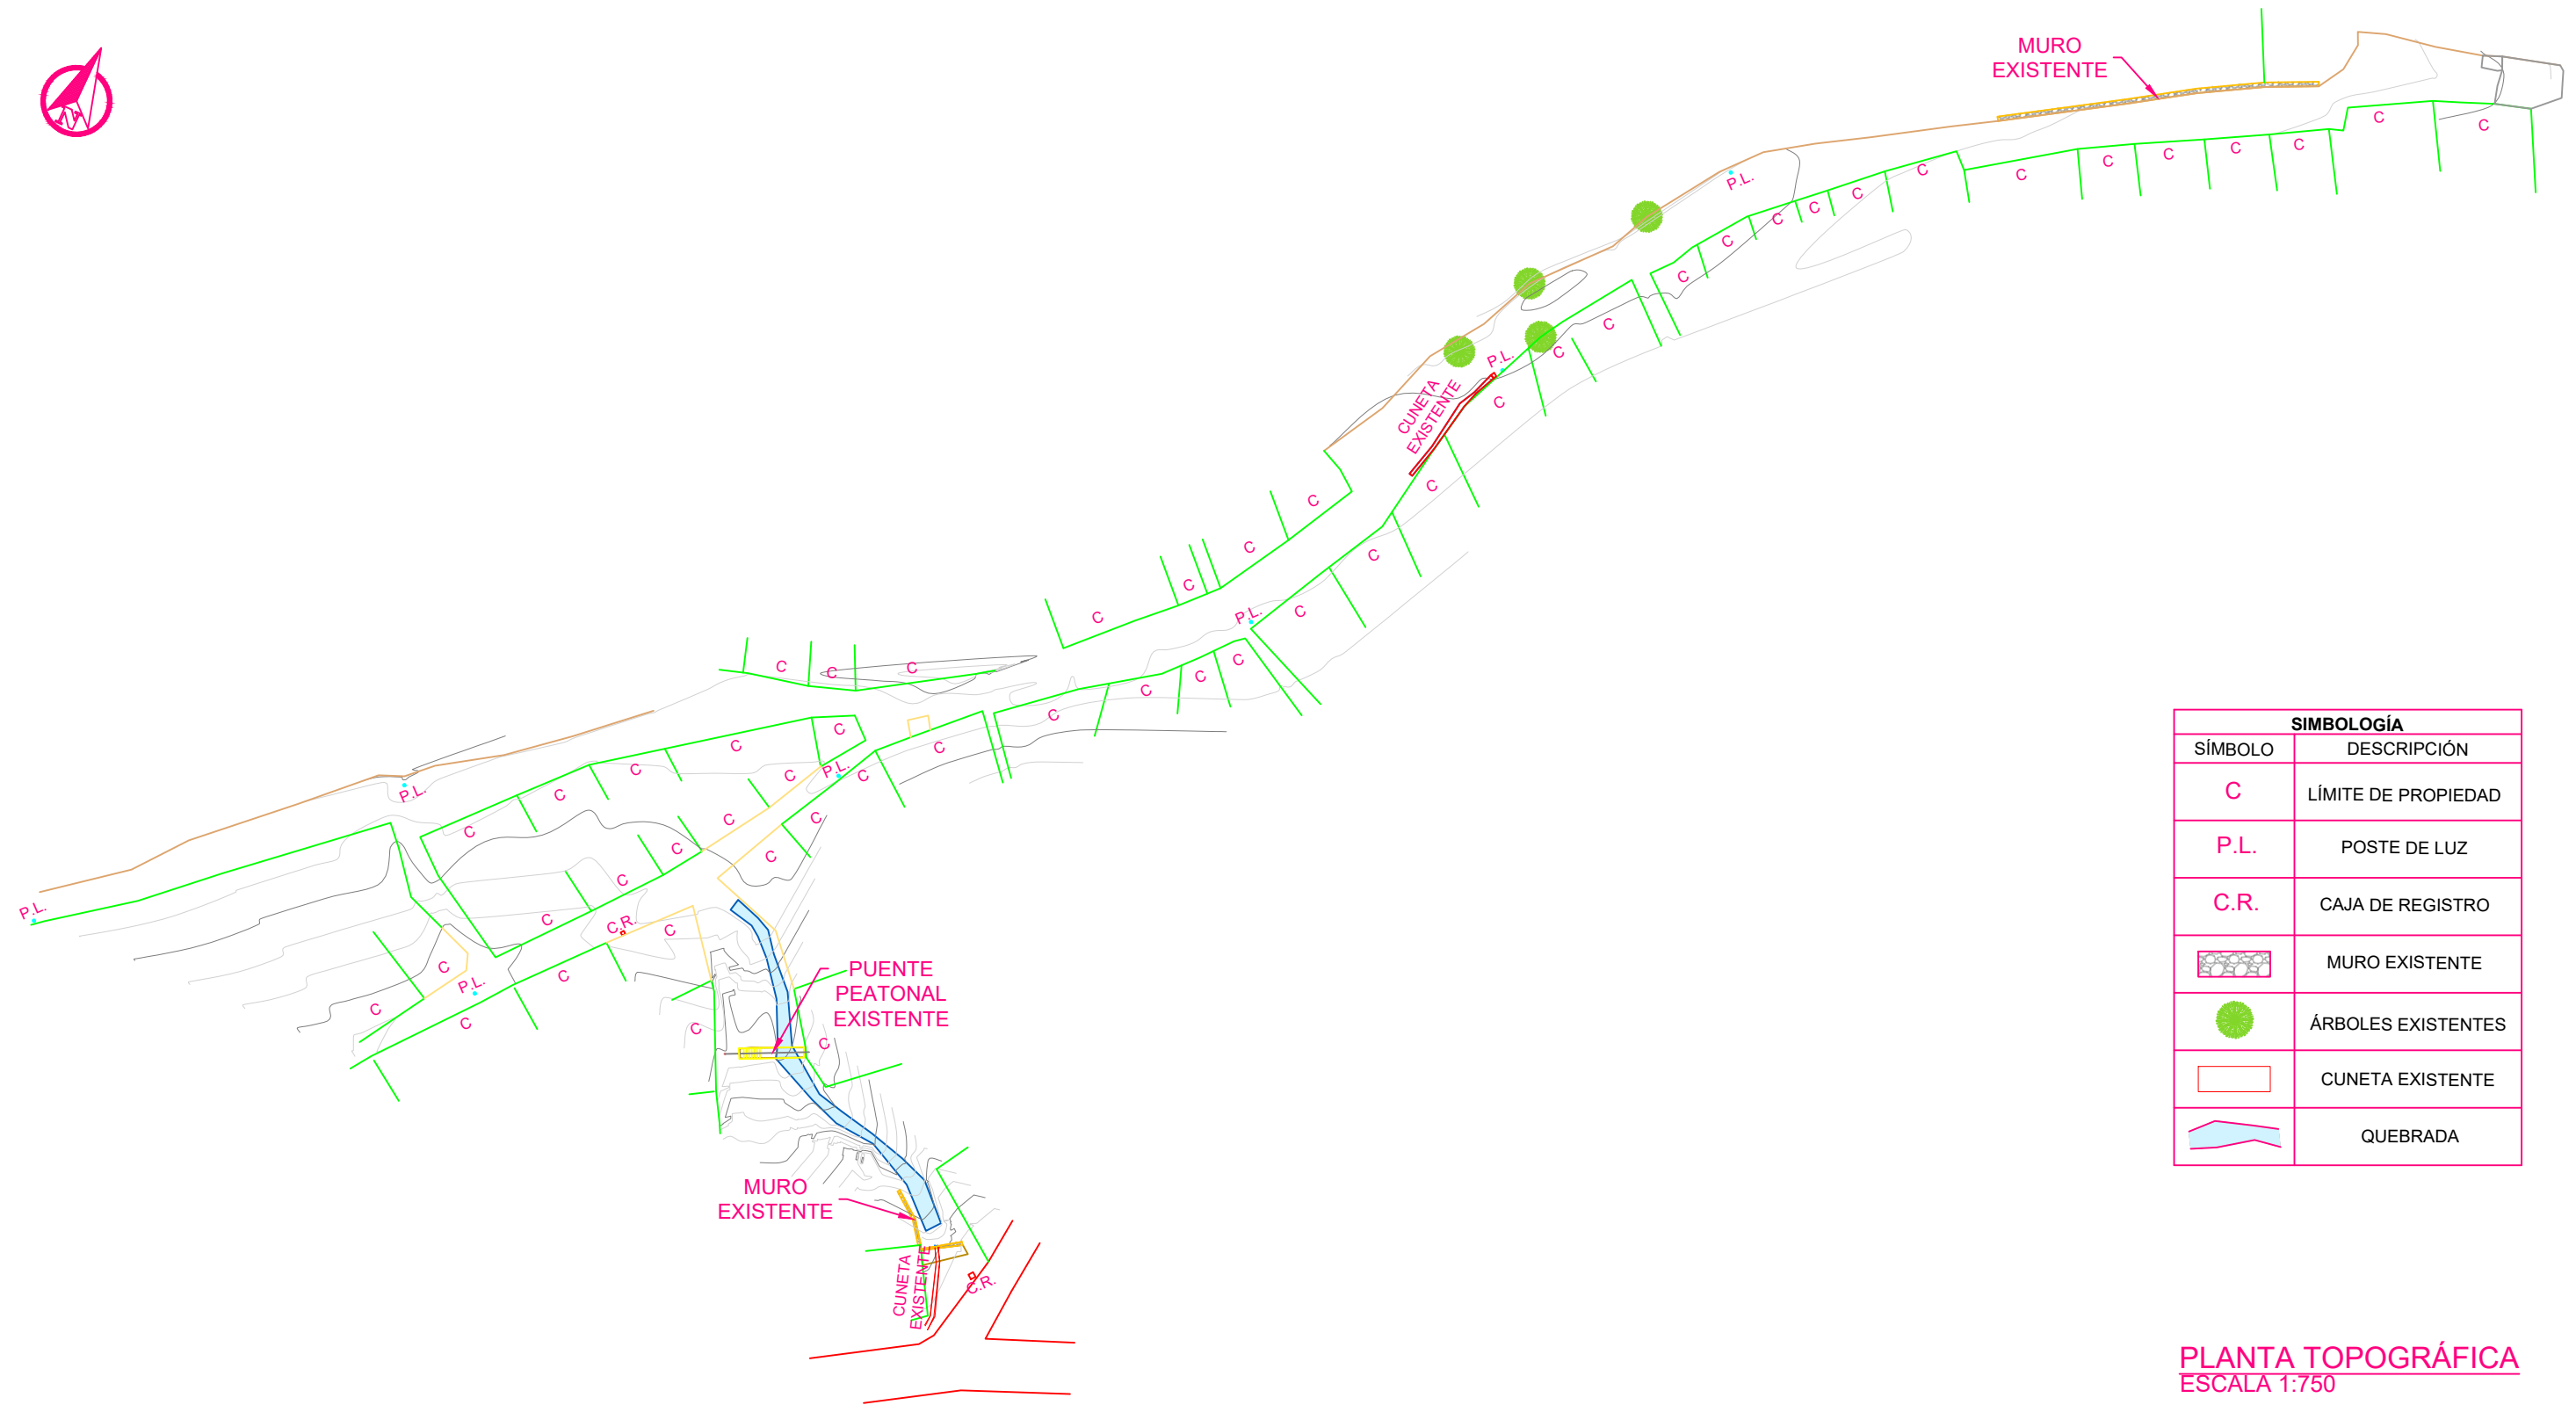 N
MURO
EXISTENTE
C
C
C
C
C
C
C
C
P.L.
C
C
C
C
C
C
C
C
P.L.
C
CUNETA
EXISTENTE
C
C
C
C
C
C
C
P.L.
C
C
C
C
C
C
C
C
C
C
C
C
C
C
P.L.
C
C
P.L.
C
C
C
C
C
C
C
C
P.L.
C.R.
C
C
C
C
P.L.
C
C
C
C
PUENTE
PEATONAL
EXISTENTE
C
MURO
EXISTENTE
CUNETA
EXISTENTE
C.R.
SIMBOLOGÍA
SÍMBOLO DESCRIPCIÓN
C LÍMITE DE PROPIEDAD
P.L. POSTE DE LUZ
C.R. CAJA DE REGISTRO
MURO EXISTENTE
ÁRBOLES EXISTENTES
CUNETA EXISTENTE
QUEBRADA
PLANTA TOPOGRÁFICA
ESCALA 1:750